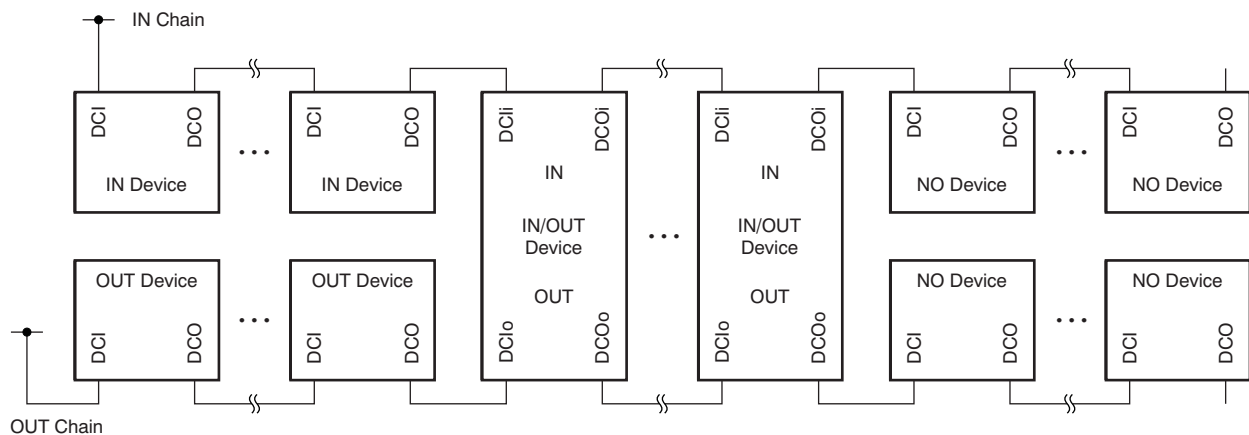 IN Chain
DCI DCO
IN Device
...
DCI DCO
IN Device
DCIi DCOi
IN
IN/OUT
Device
OUT
DCIo DCOo
...
DCIi DCOi
IN
IN/OUT
Device
OUT
DCIo DCOo
DCI DCO
NO Device
...
DCI DCO
NO Device
OUT Device
DCI DCO
...
OUT Device
DCI DCO
NO Device
DCI DCO
...
NO Device
DCI DCO
OUT Chain